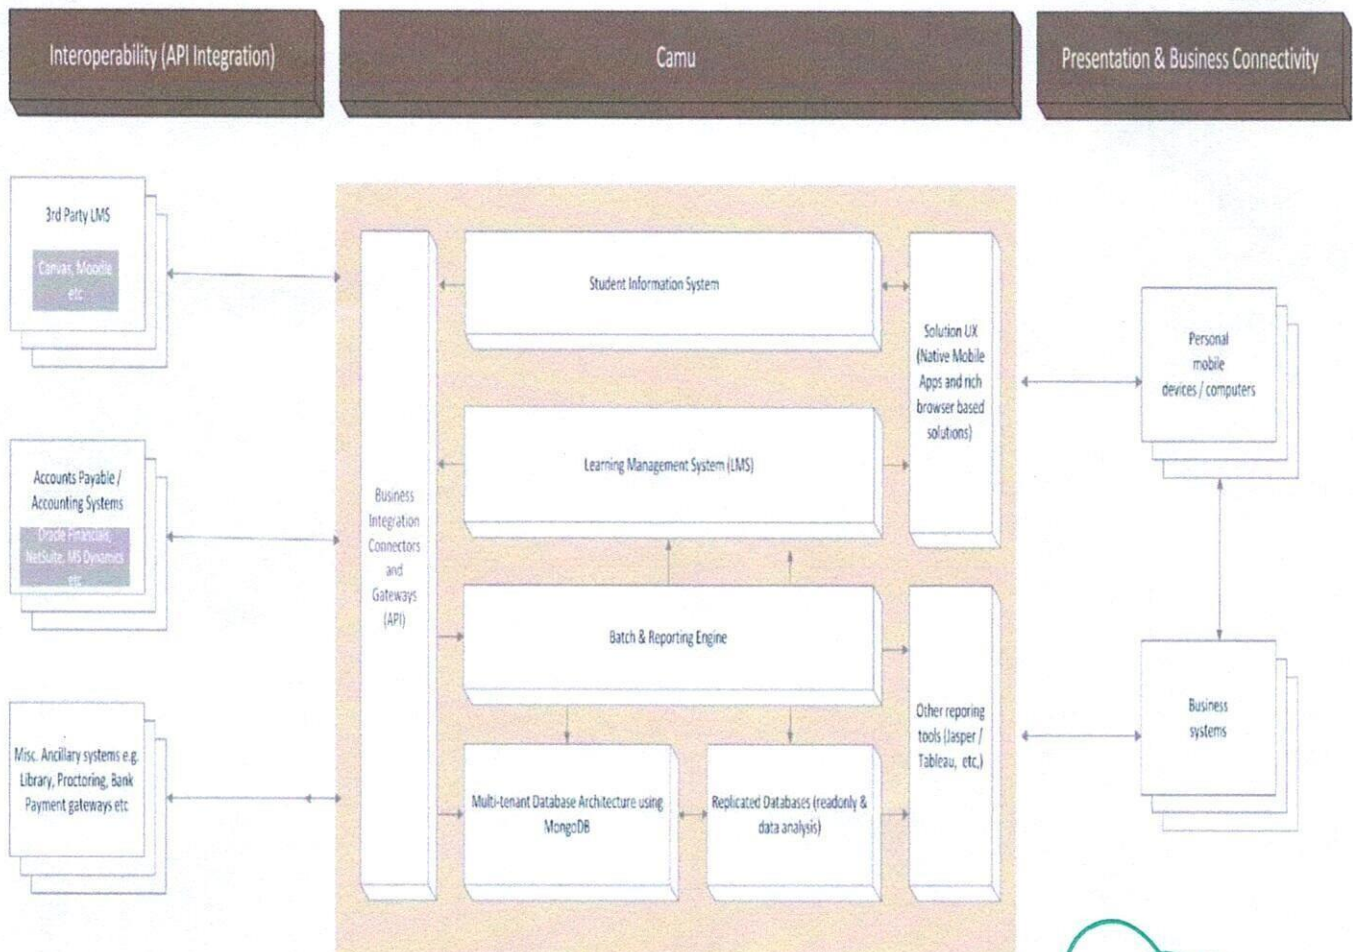 Interoperability (API Integration)
Camu
Presentation & Business Connectivity
3rd Party LMS
Canvas, Moodle
etc
Accounts Payable /
Accounting Systems
Oracle Financials,
NetSuite, MS Dynamics
etc
Misc. Ancillary systems e.g.
Library, Proctoring, Bank
Payment gateways etc
Business
Integration
Connectors
and
Gateways
(API)
Student Information System
Learning Management System (LMS)
Batch & Reporting Engine
Multi-tenant Database Architecture using
MongoDB
Replicated Databases (readonly &
data analysis)
Solution UX
(Native Mobile
Apps and rich
browser based
solutions)
Other reporing
tools (Jasper /
Tableau, etc,)
Personal
mobile
devices / computers
Business
systems